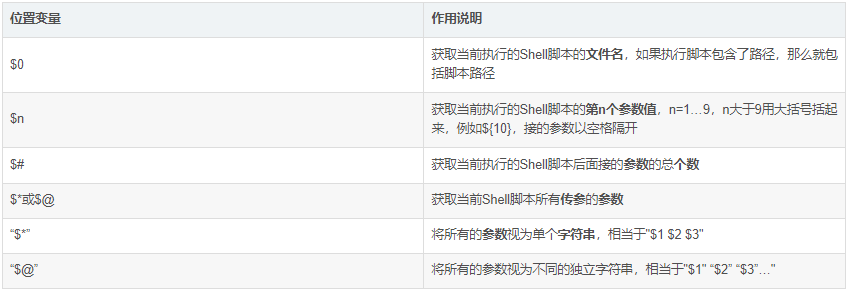 位置变量 作用说明
$0 获取当前执行的Shell脚本的文件名，如果执行脚本包含了路径，那么就包
括脚本路径
$n 获取当前执行的Shell脚本的第n个参数值，n=1…9，n大于9用大括号括起
来，例如${10}，接的参数以空格隔开
$# 获取当前执行的Shell脚本后面接的参数的总个数
$*或$@ 获取当前Shell脚本所有传参的参数
“$*” 将所有的参数视为单个字符串，相当于"$1 $2 $3"
“$@” 将所有的参数视为不同的独立字符串，相当于"$1" “$2” “$3”…"